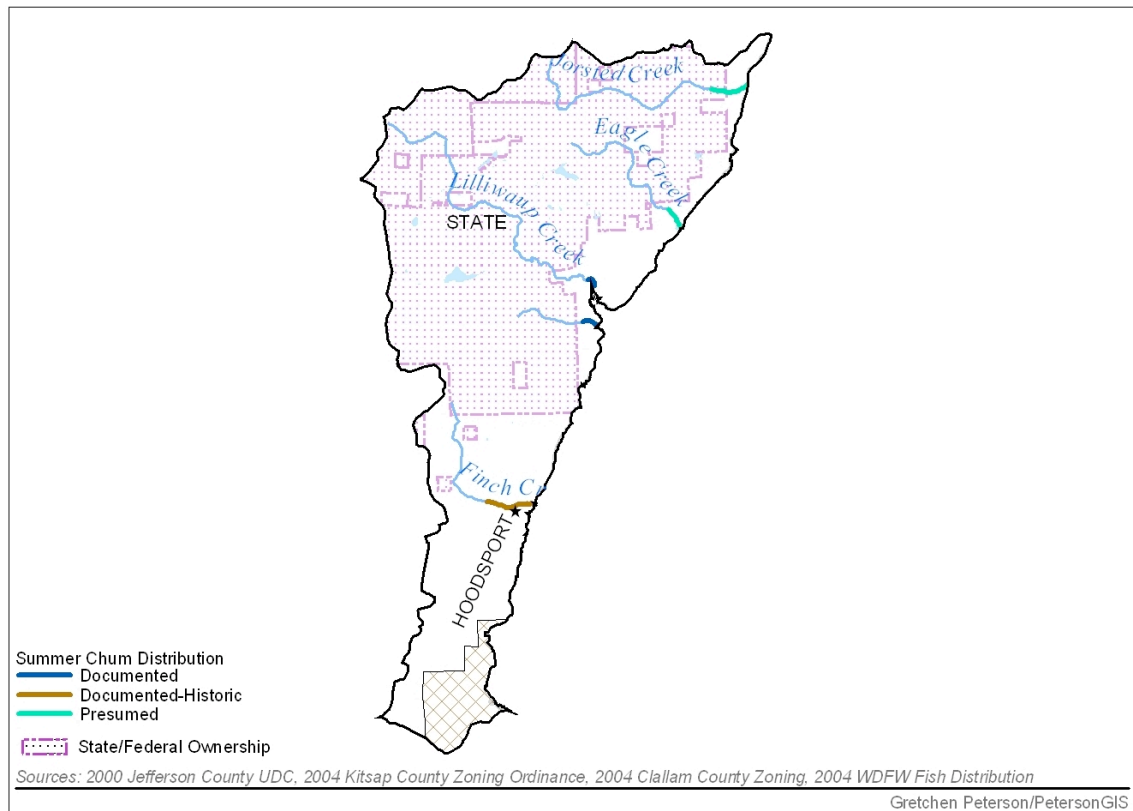 Jorsted Creek
Eagle Creek
Lilliwaup Creek
STATE
Finch Cr
HOODSPORT
Summer Chum Distribution
Documented
Documented-Historic
Presumed
State/Federal Ownership
Sources: 2000 Jefferson County UDC, 2004 Kitsap County Zoning Ordinance, 2004 Clallam County Zoning, 2004 WDFW Fish Distribution
Gretchen Peterson/PetersonGIS